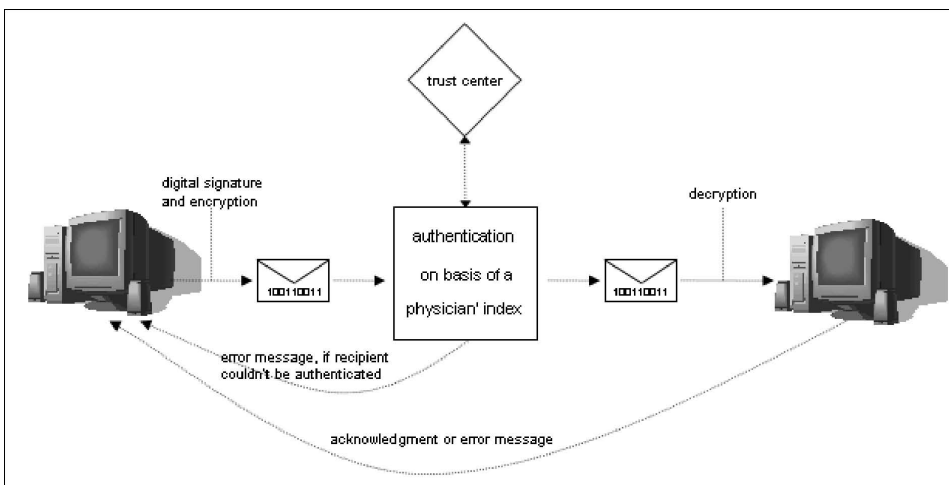 trust center
digital signature
and encryption
decryption
authentication
on basis of a
physician' index
100110011
100110011
error message, if recipient
couldn't be authenticated
acknowledgment or error message